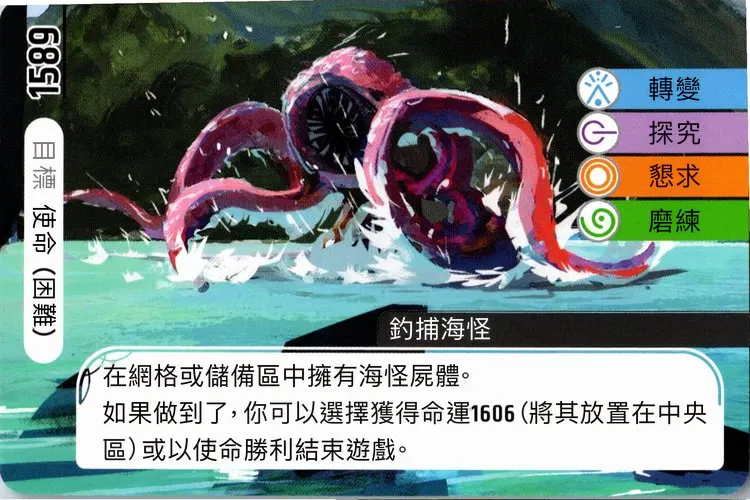 1589
目標 使命（困難）
轉變
探究
懇求
磨練
釣捕海怪
在網格或儲備區中擁有海怪屍體。
如果做到了，你可以選擇獲得命運1606（將其放置在中央
區）或以使命勝利結束遊戲。